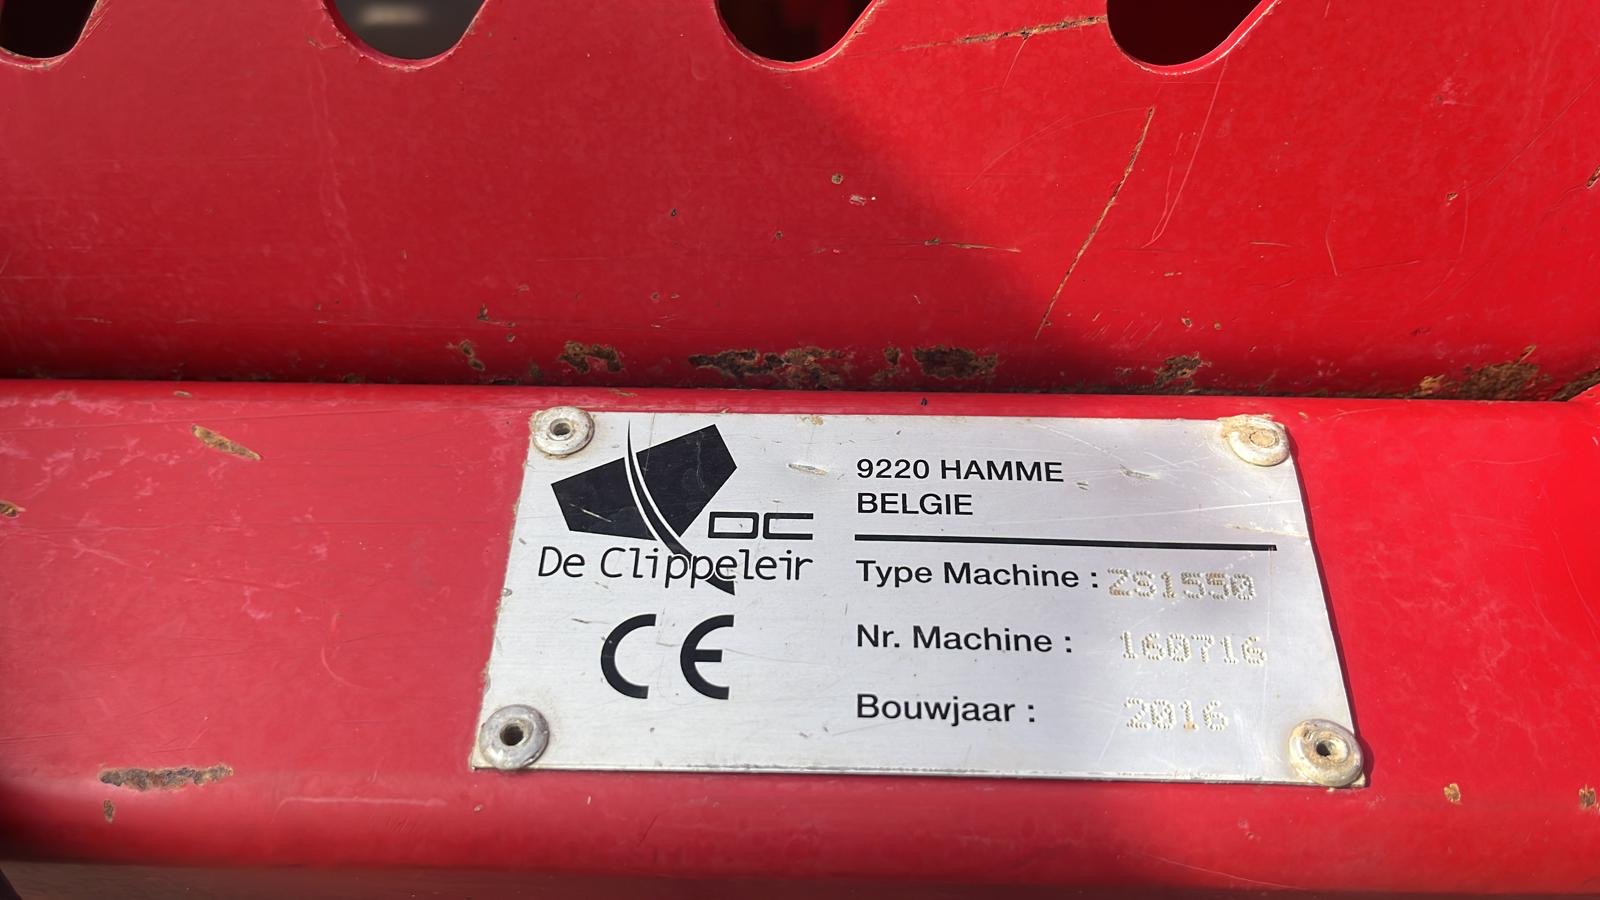 DC
De Clippeleir
CE
9220 HAMME
BELGIE
Type Machine : ZS1550
Nr. Machine : 160716
Bouwjaar : 2016